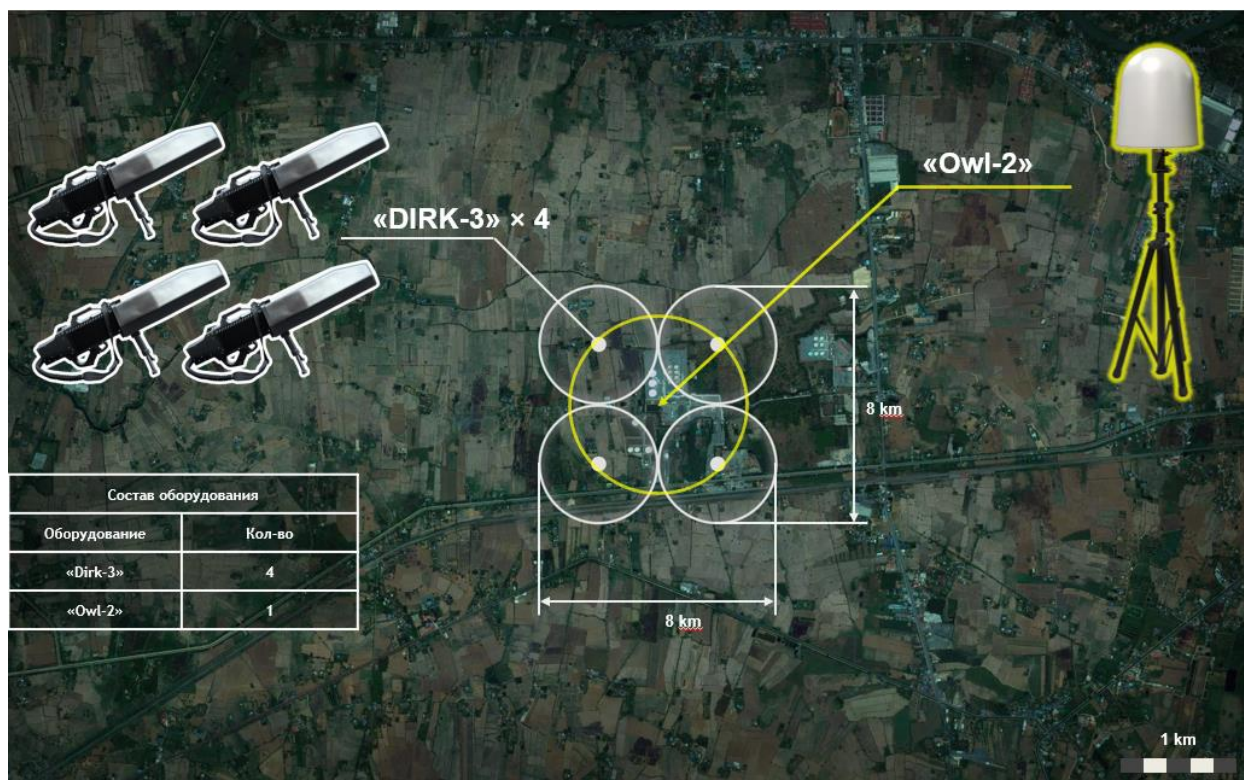 «Owl-2»
«DIRK-3» × 4
8 km
Состав оборудования
Оборудование Кол-во
«Dirk-3» 4
«Owl-2» 1
8 km
1 km